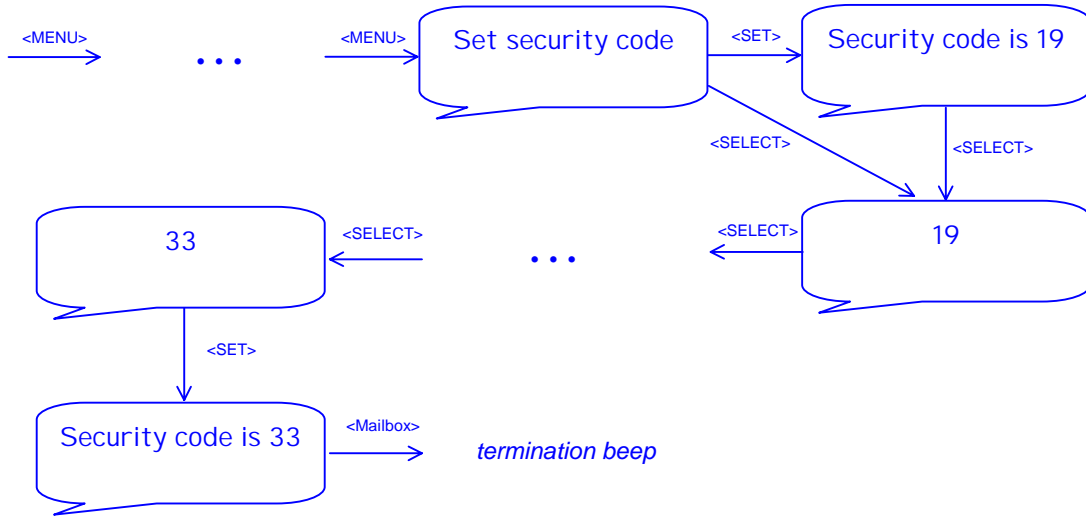 <MENU>
...
<MENU>
Set security code
<SET>
Security code is 19
<SELECT>
<SELECT>
33
<SELECT>
...
<SELECT>
19
<SET>
Security code is 33
<Mailbox>
termination beep